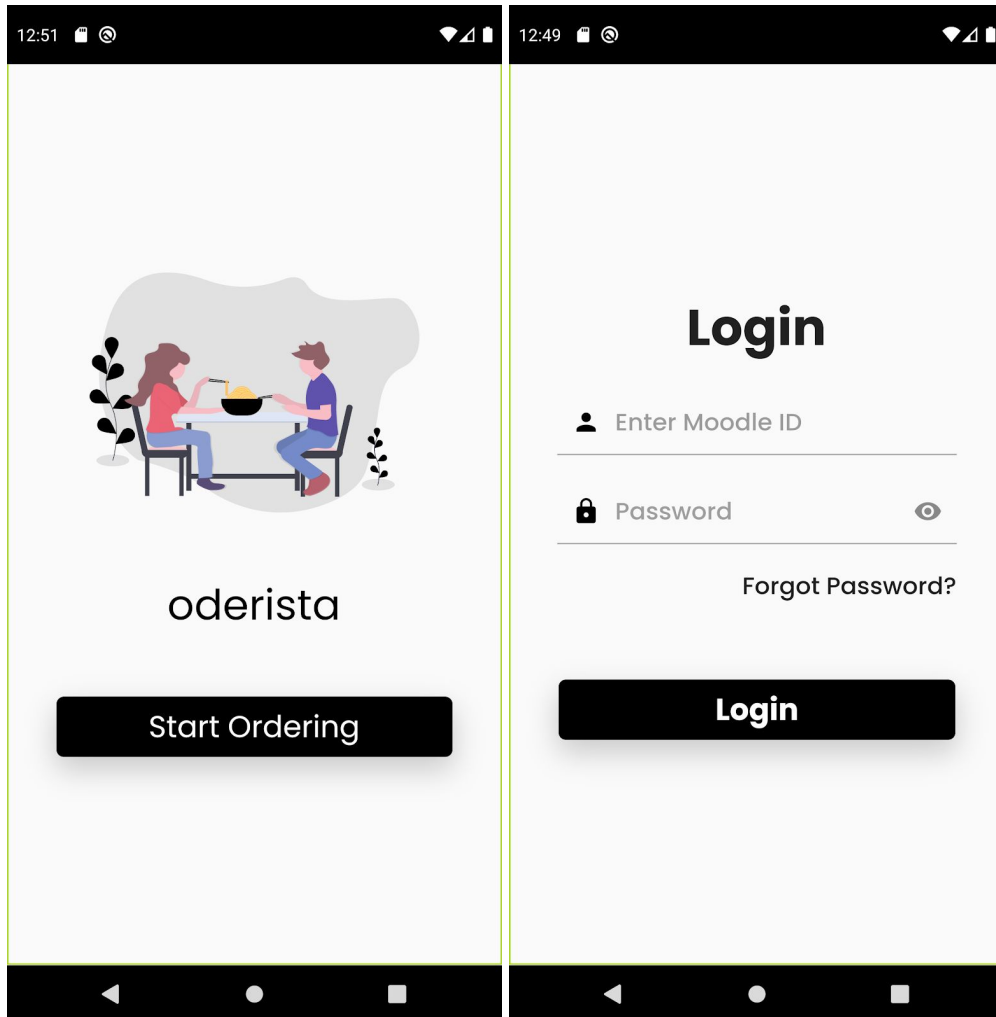 12:51
oderista
Start Ordering
12:49
Login
Enter Moodle ID
Password
Forgot Password?
Login